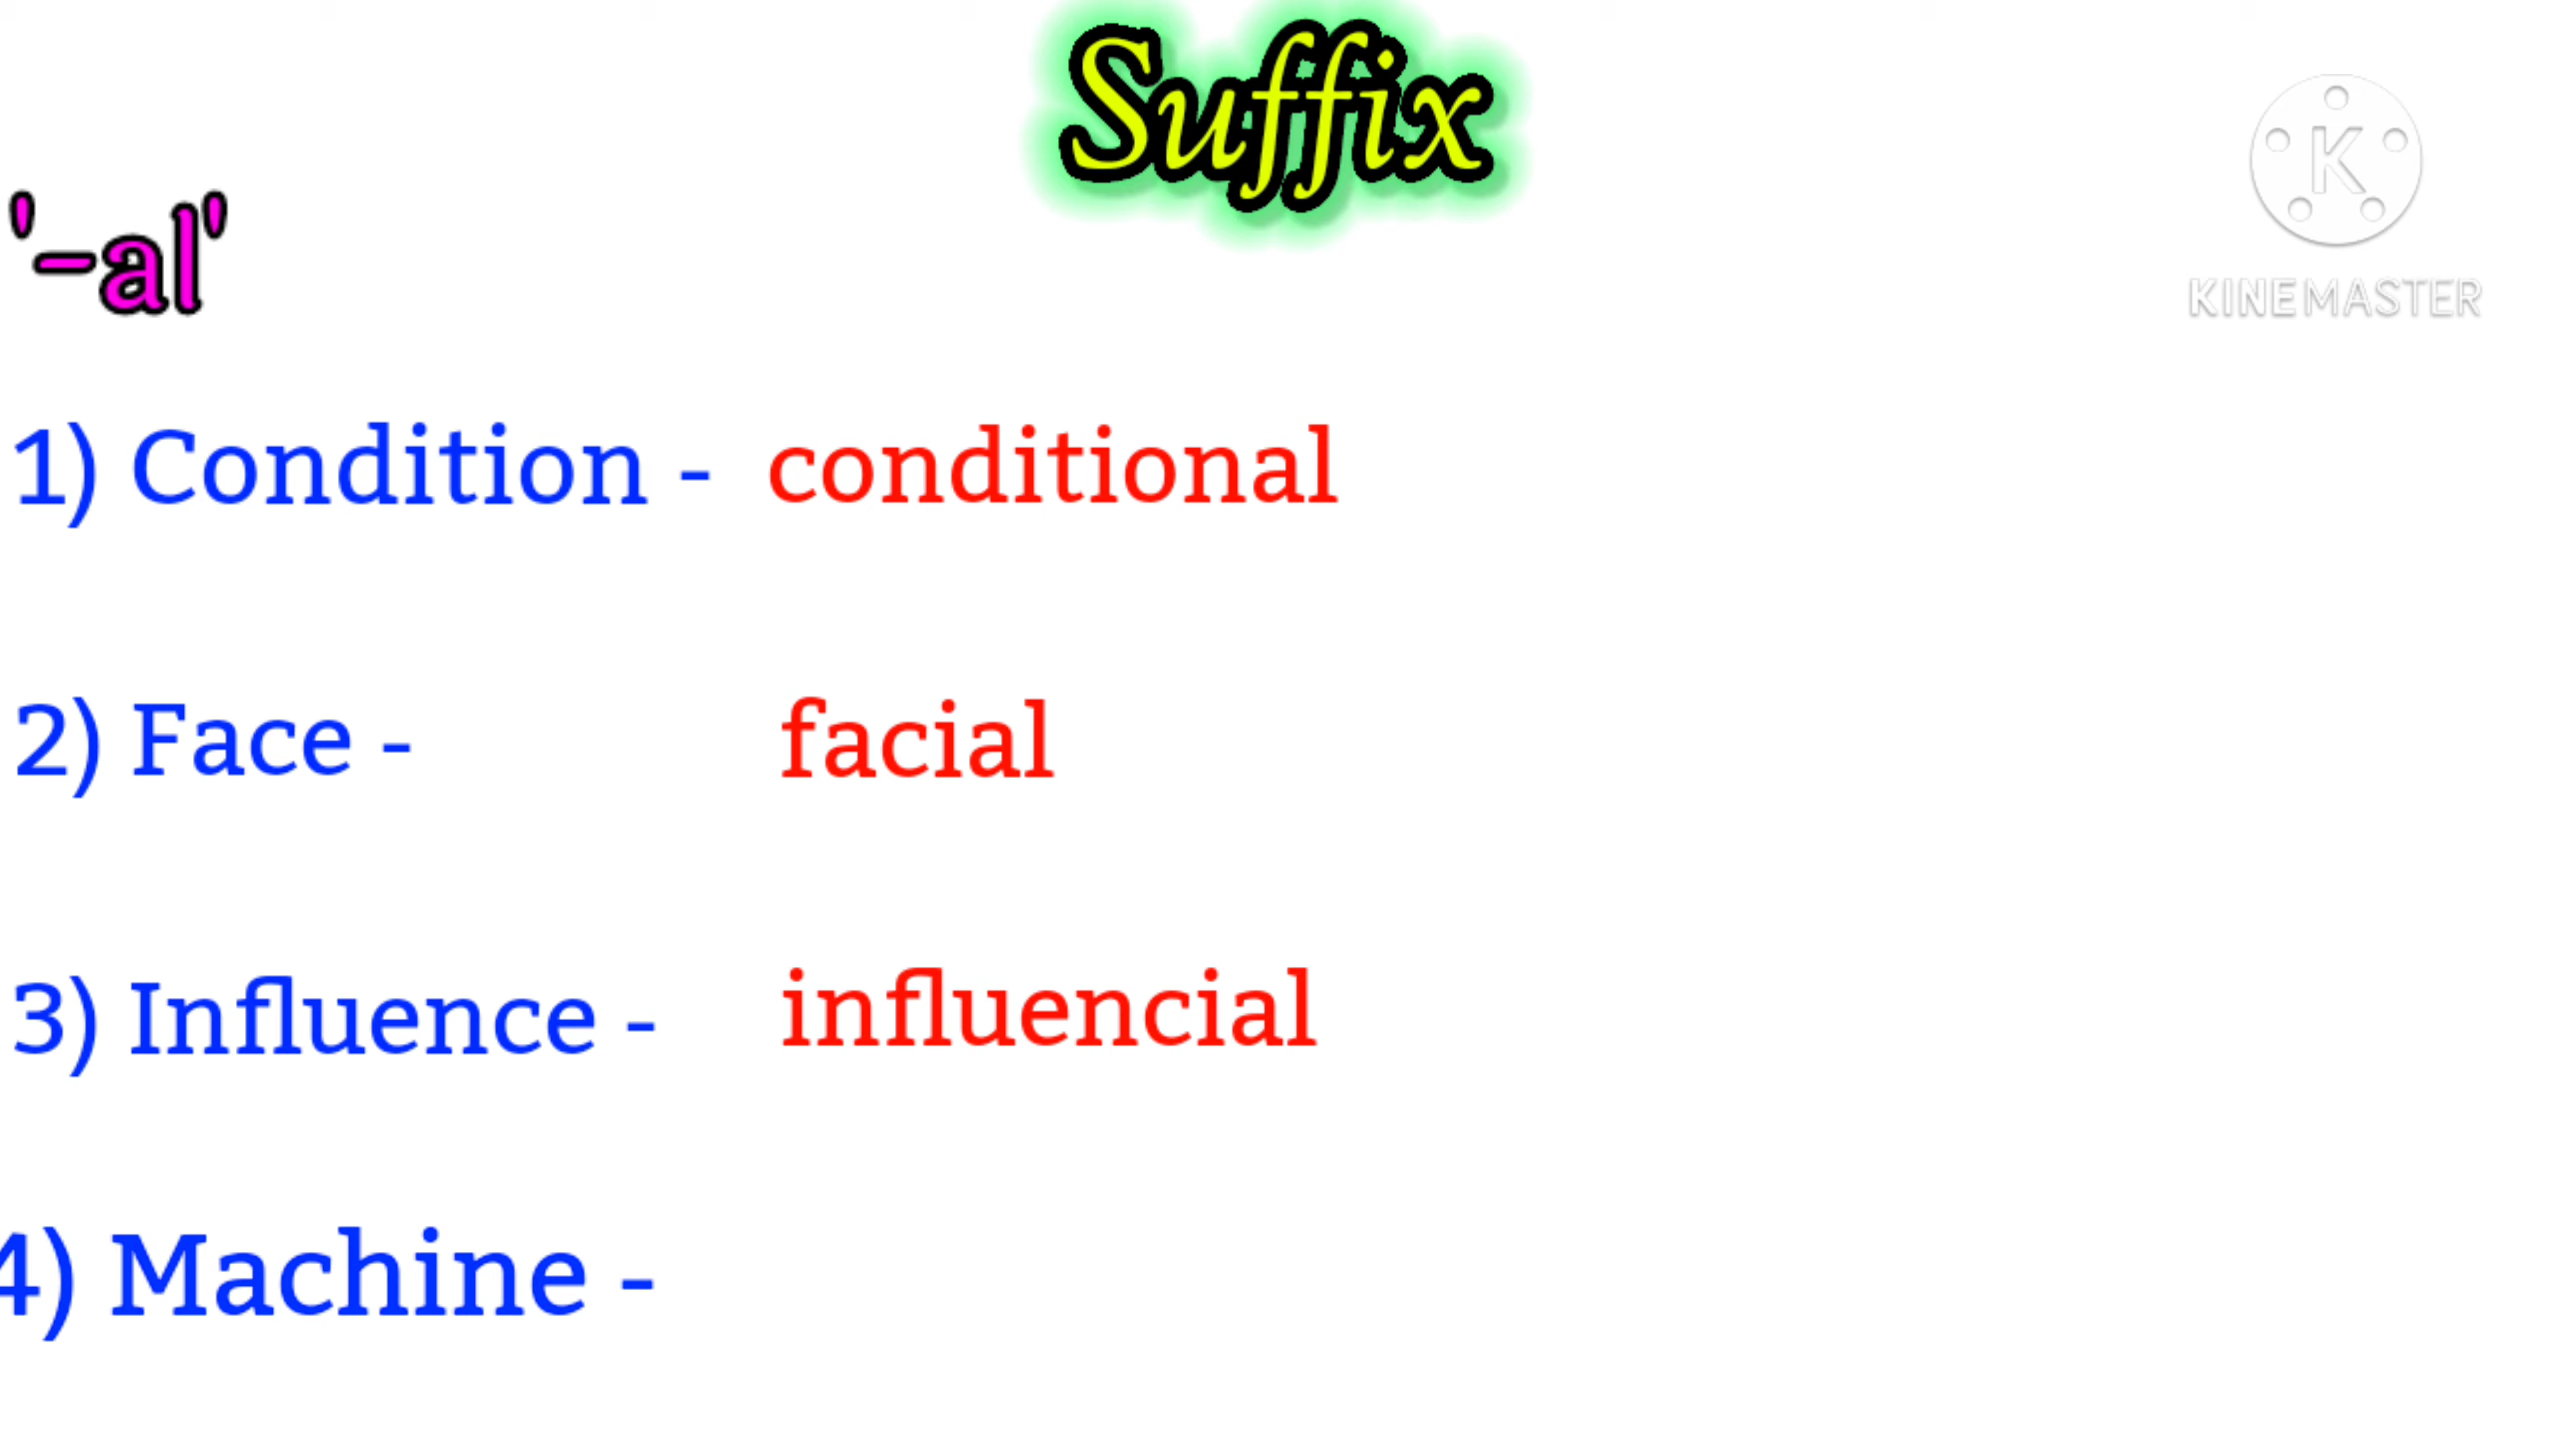 Suffix
K
KINEMASTER
'-al'
1) Condition - conditional
2) Face - facial
3) Influence - influencial
4) Machine -